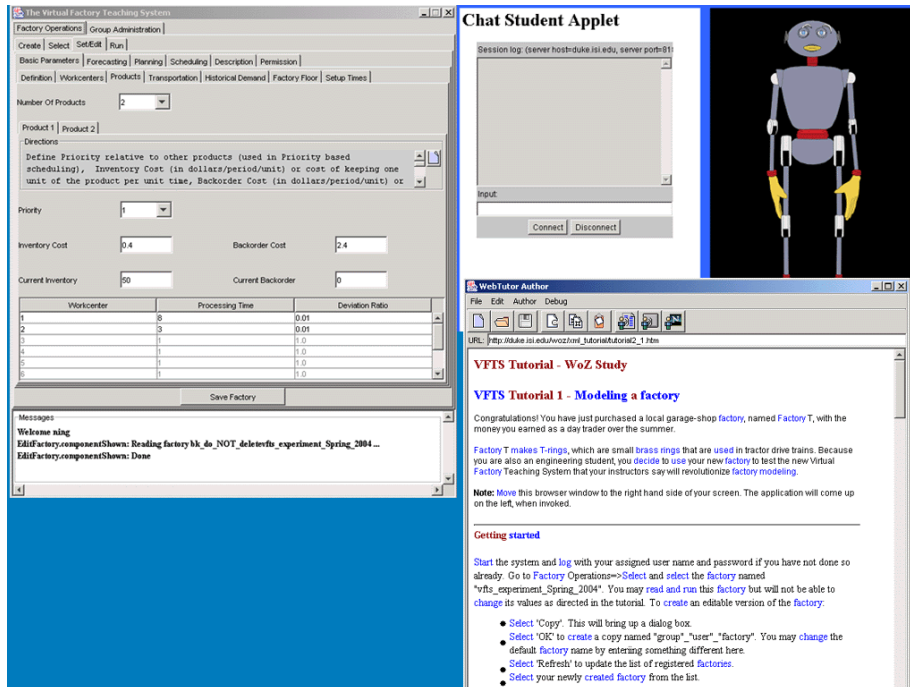 The Virtual Factory Teaching System
Factory Operations Group Administration
Create Select Set/Edit Run
Basic Parameters Forecasting Planning Scheduling Description Permission
Definition Workcenters Products Transportation Historical Demand Factory Floor Setup Times
Number Of Products 2
Product 1 Product 2
Directions
Define Priority relative to other products (used in Priority based
scheduling), Inventory Cost (in dollars/period/unit) or cost of keeping one
unit of the product per unit time, Backorder Cost (in dollars/period/unit) or
Priority 1
Inventory Cost 0.4 Backorder Cost 2.4
Current Inventory 50 Current Backorder 0
Workcenter Processing Time Deviation Ratio
1 8 0.01
2 3 0.01
3 1 1.0
4 1 1.0
5 1 1.0
6 1 1.0
Save Factory
Messages
Welcome ning
EditFactory.componentShown: Reading factory bk_do_NOT_deletevfts_experiment_Spring_2004 ...
EditFactory.componentShown: Done
Chat Student Applet
Session log: (server host=duke.isi.edu, server port=81
Input:
Connect Disconnect
WebTutor Author
File Edit Author Debug
URL: http://duke.isi.edu/woz/xml_tutorial/tutorial2_1.htm
VFTS Tutorial - WoZ Study
VFTS Tutorial 1 - Modeling a factory
Congratulations! You have just purchased a local garage-shop factory, named Factory T, with the
money you earned as a day trader over the summer.
Factory T makes T-rings, which are small brass rings that are used in tractor drive trains. Because
you are also an engineering student, you decide to use your new factory to test the new Virtual
Factory Teaching System that your instructors say will revolutionize factory modeling.
Note: Move this browser window to the right hand side of your screen. The application will come up
on the left, when invoked.
Getting started
Start the system and log with your assigned user name and password if you have not done so
already. Go to Factory Operations=>Select and select the factory named
"vfts_experiment_Spring_2004". You may read and run this factory but will not be able to
change its values as directed in the tutorial. To create an editable version of the factory:
● Select 'Copy'. This will bring up a dialog box.
● Select 'OK' to create a copy named "group"_"user"_"factory". You may change the
default factory name by entering something different here.
● Select 'Refresh' to update the list of registered factories.
● Select your newly created factory from the list.